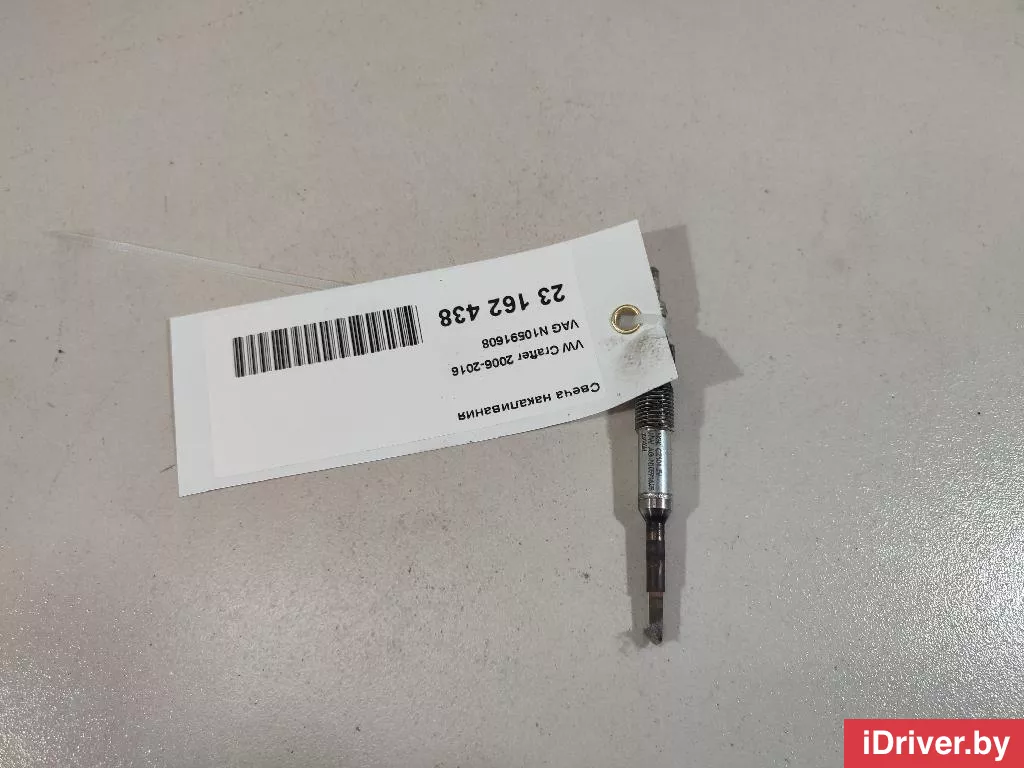 Свеча накаливания
VW Crafter 2006-2016
VAG N10591608
23 162 438
iDriver.by